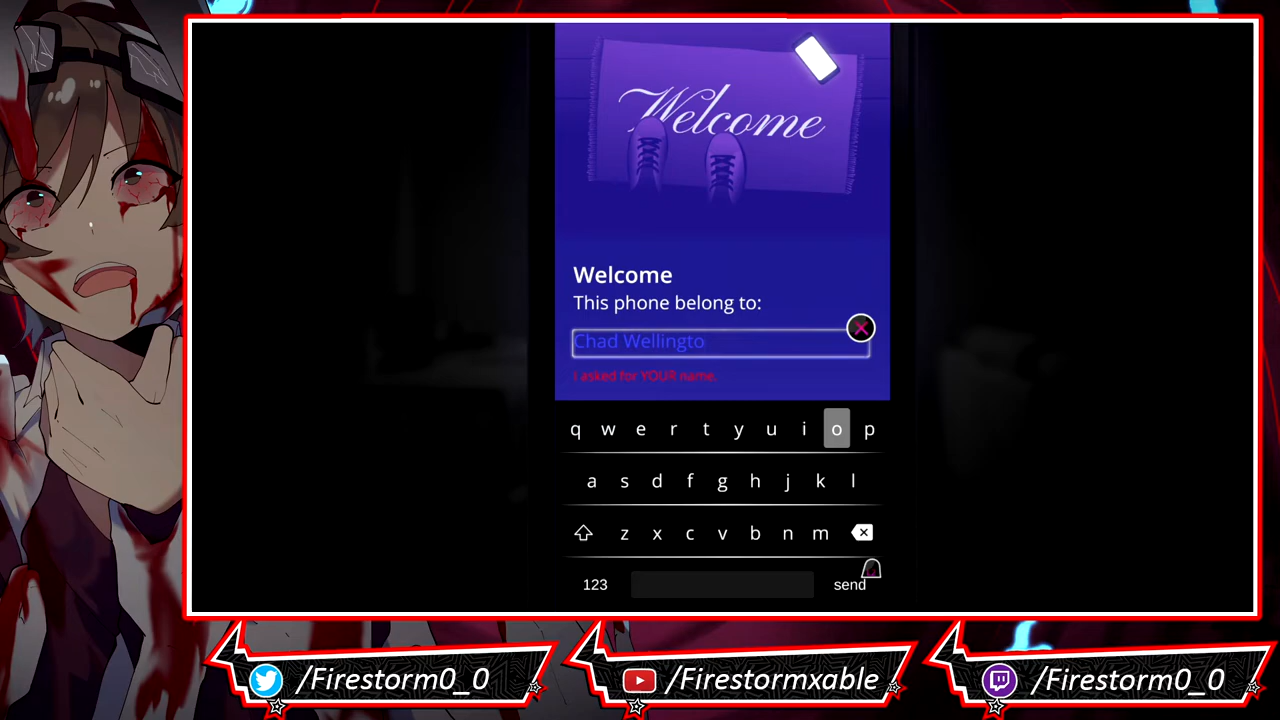 Welcome
Welcome
This phone belong to:
Chad Wellingto
I asked for YOUR name.
q w e r t y u i o p
a s d f g h j k l
z x c v b n m
123 send
/Firestorm0_0 /Firestormxable /Firestorm0_0